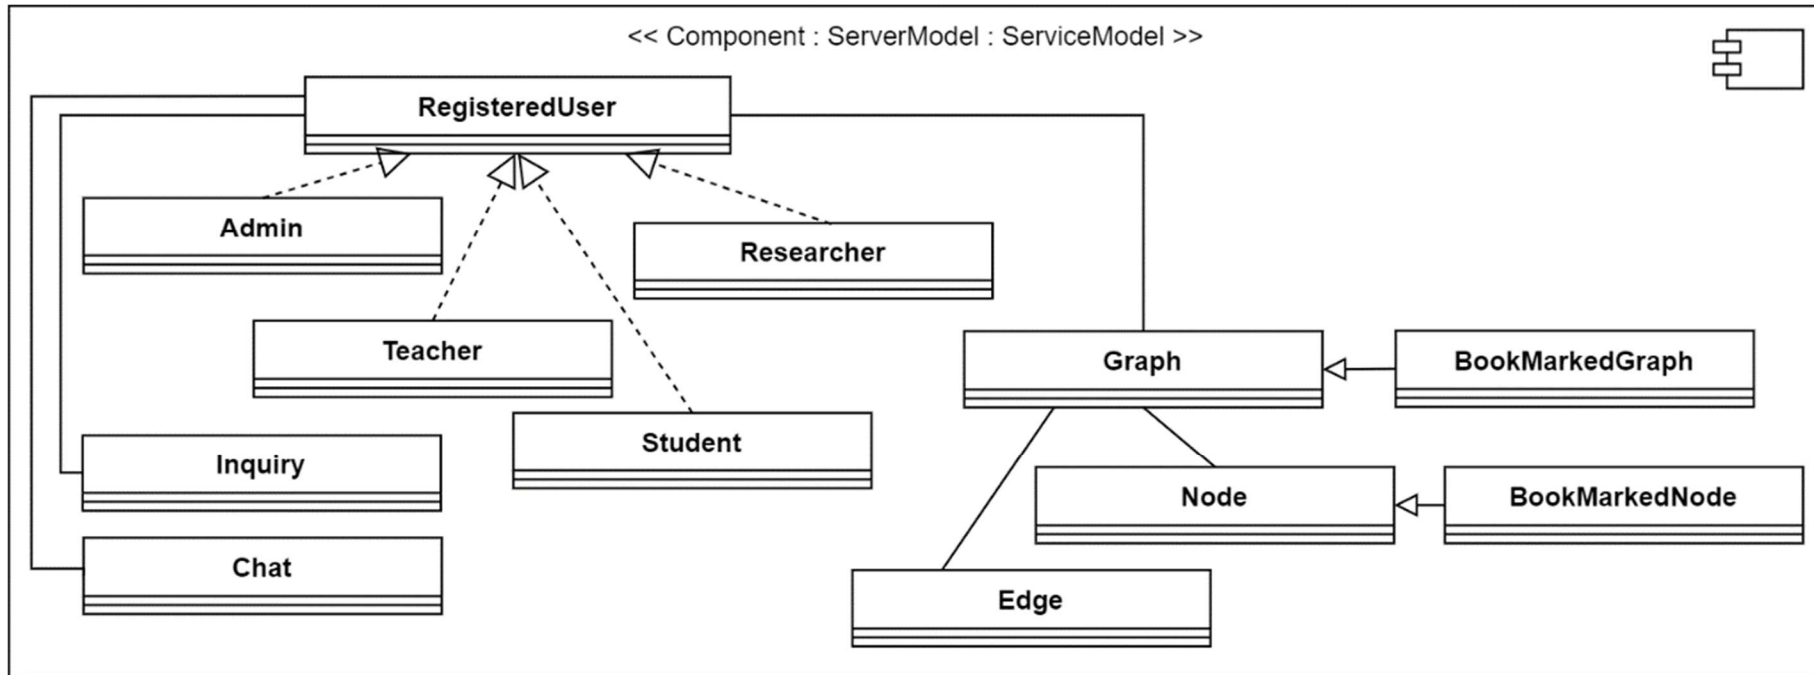 << Component : ServerModel : ServiceModel >>
RegisteredUser
Admin
Researcher
Teacher
Graph
BookMarkedGraph
Student
Inquiry
Node
BookMarkedNode
Chat
Edge